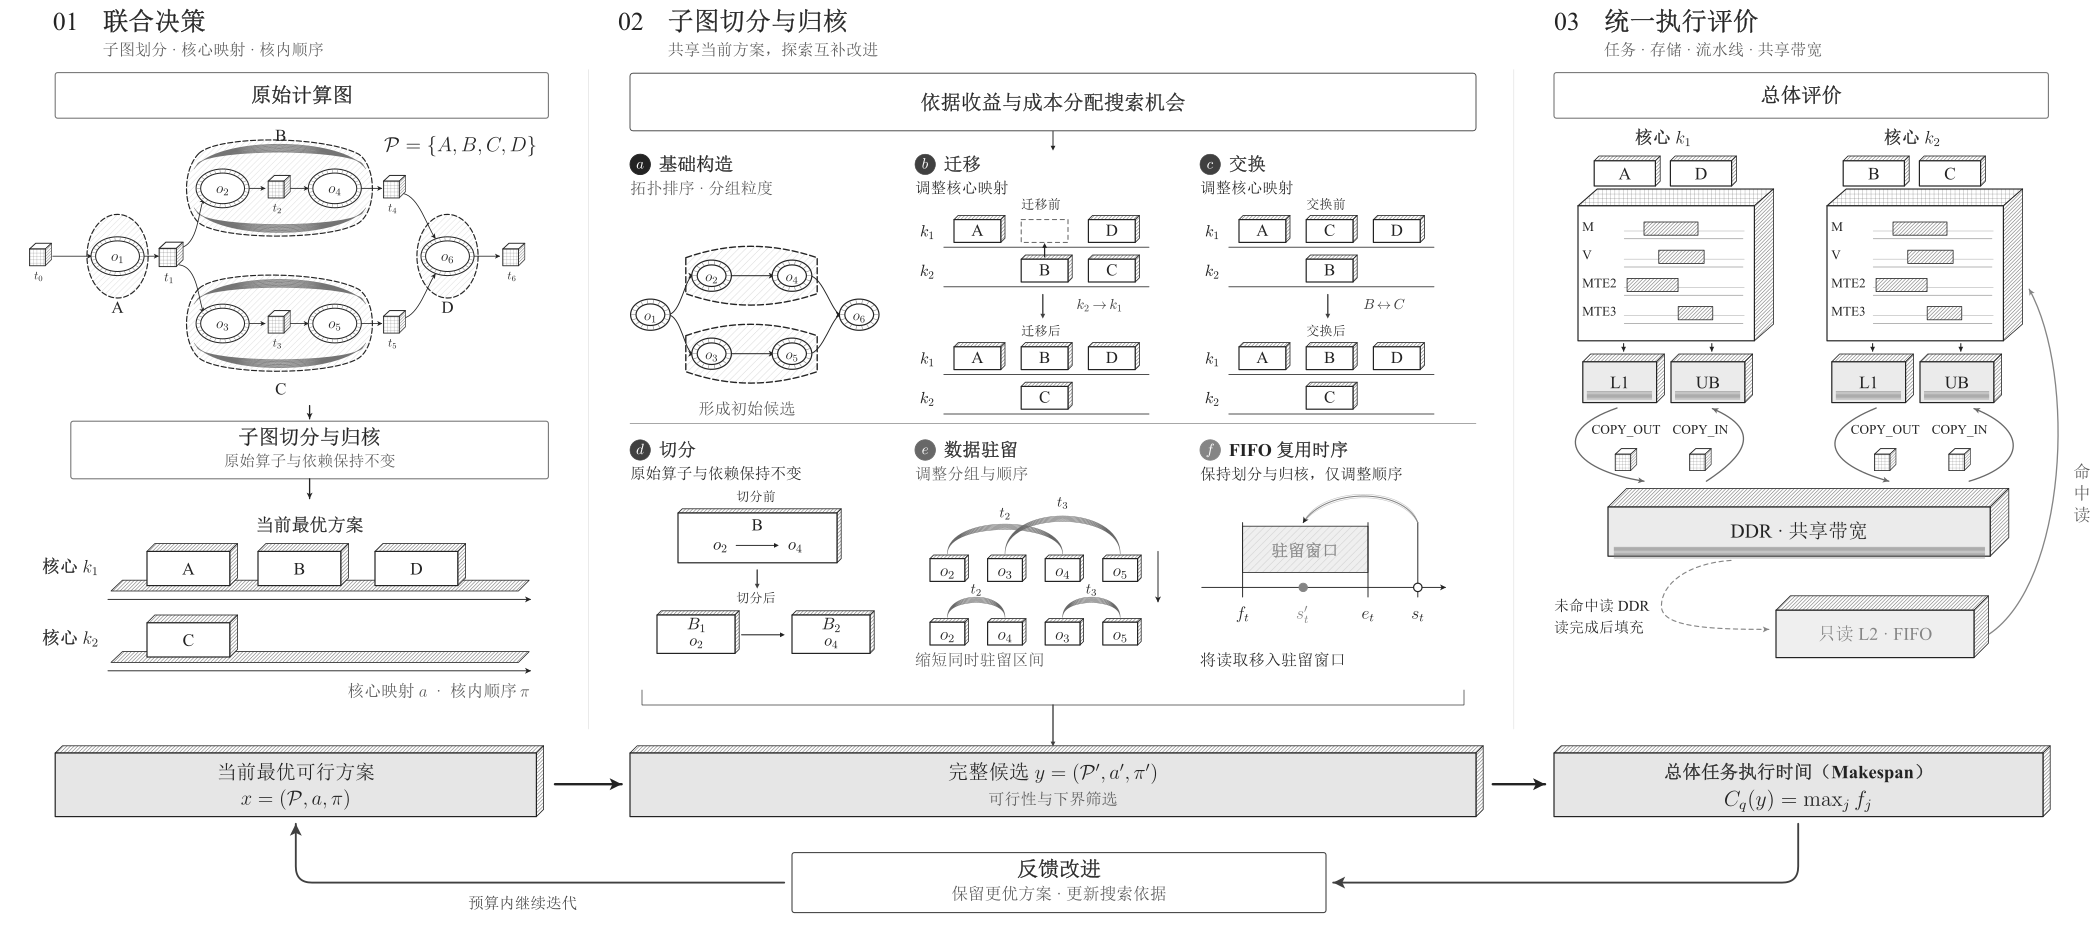 01 联合决策
子图划分 · 核心映射 · 核内顺序
原始计算图
B
𝒫 = {A, B, C, D}
o₂ t₂ o₄ t₄
t₀ o₁ t₁ o₆ t₆
A D
o₃ t₃ o₅ t₅
C
子图切分与归核
原始算子与依赖保持不变
当前最优方案
核心 k₁ A B D
核心 k₂ C
核心映射 a · 核内顺序 π
当前最优可行方案
x = (𝒫, a, π)
02 子图切分与归核
共享当前方案，探索互补改进
依据收益与成本分配搜索机会
a 基础构造
拓扑排序 · 分组粒度
o₂ o₄
o₁ o₆
o₃ o₅
形成初始候选
b 迁移
调整核心映射
迁移前
k₁ A D
k₂ B C
k₂ → k₁
迁移后
k₁ A B D
k₂ C
c 交换
调整核心映射
交换前
k₁ A C D
k₂ B
B ↔ C
交换后
k₁ A B D
k₂ C
d 切分
原始算子与依赖保持不变
切分前
B
o₂ o₄
切分后
B₁ B₂
o₂ o₄
e 数据驻留
调整分组与顺序
t₂ t₃
o₂ o₃ o₄ o₅
t₂ t₃
o₂ o₄ o₃ o₅
缩短同时驻留区间
f FIFO 复用时序
保持划分与归核，仅调整顺序
驻留窗口
fₜ s′ₜ eₜ sₜ
将读取移入驻留窗口
完整候选 y = (𝒫′, a′, π′)
可行性与下界筛选
03 统一执行评价
任务 · 存储 · 流水线 · 共享带宽
总体评价
核心 k₁ 核心 k₂
A D B C
M M
V V
MTE2 MTE2
MTE3 MTE3
L1 UB L1 UB
COPY_OUT COPY_IN COPY_OUT COPY_IN
命中读
DDR · 共享带宽
未命中读 DDR
读完成后填充
只读 L2 · FIFO
总体任务执行时间（Makespan）
C_q(y) = max_j f_j
反馈改进
保留更优方案 · 更新搜索依据
预算内继续迭代